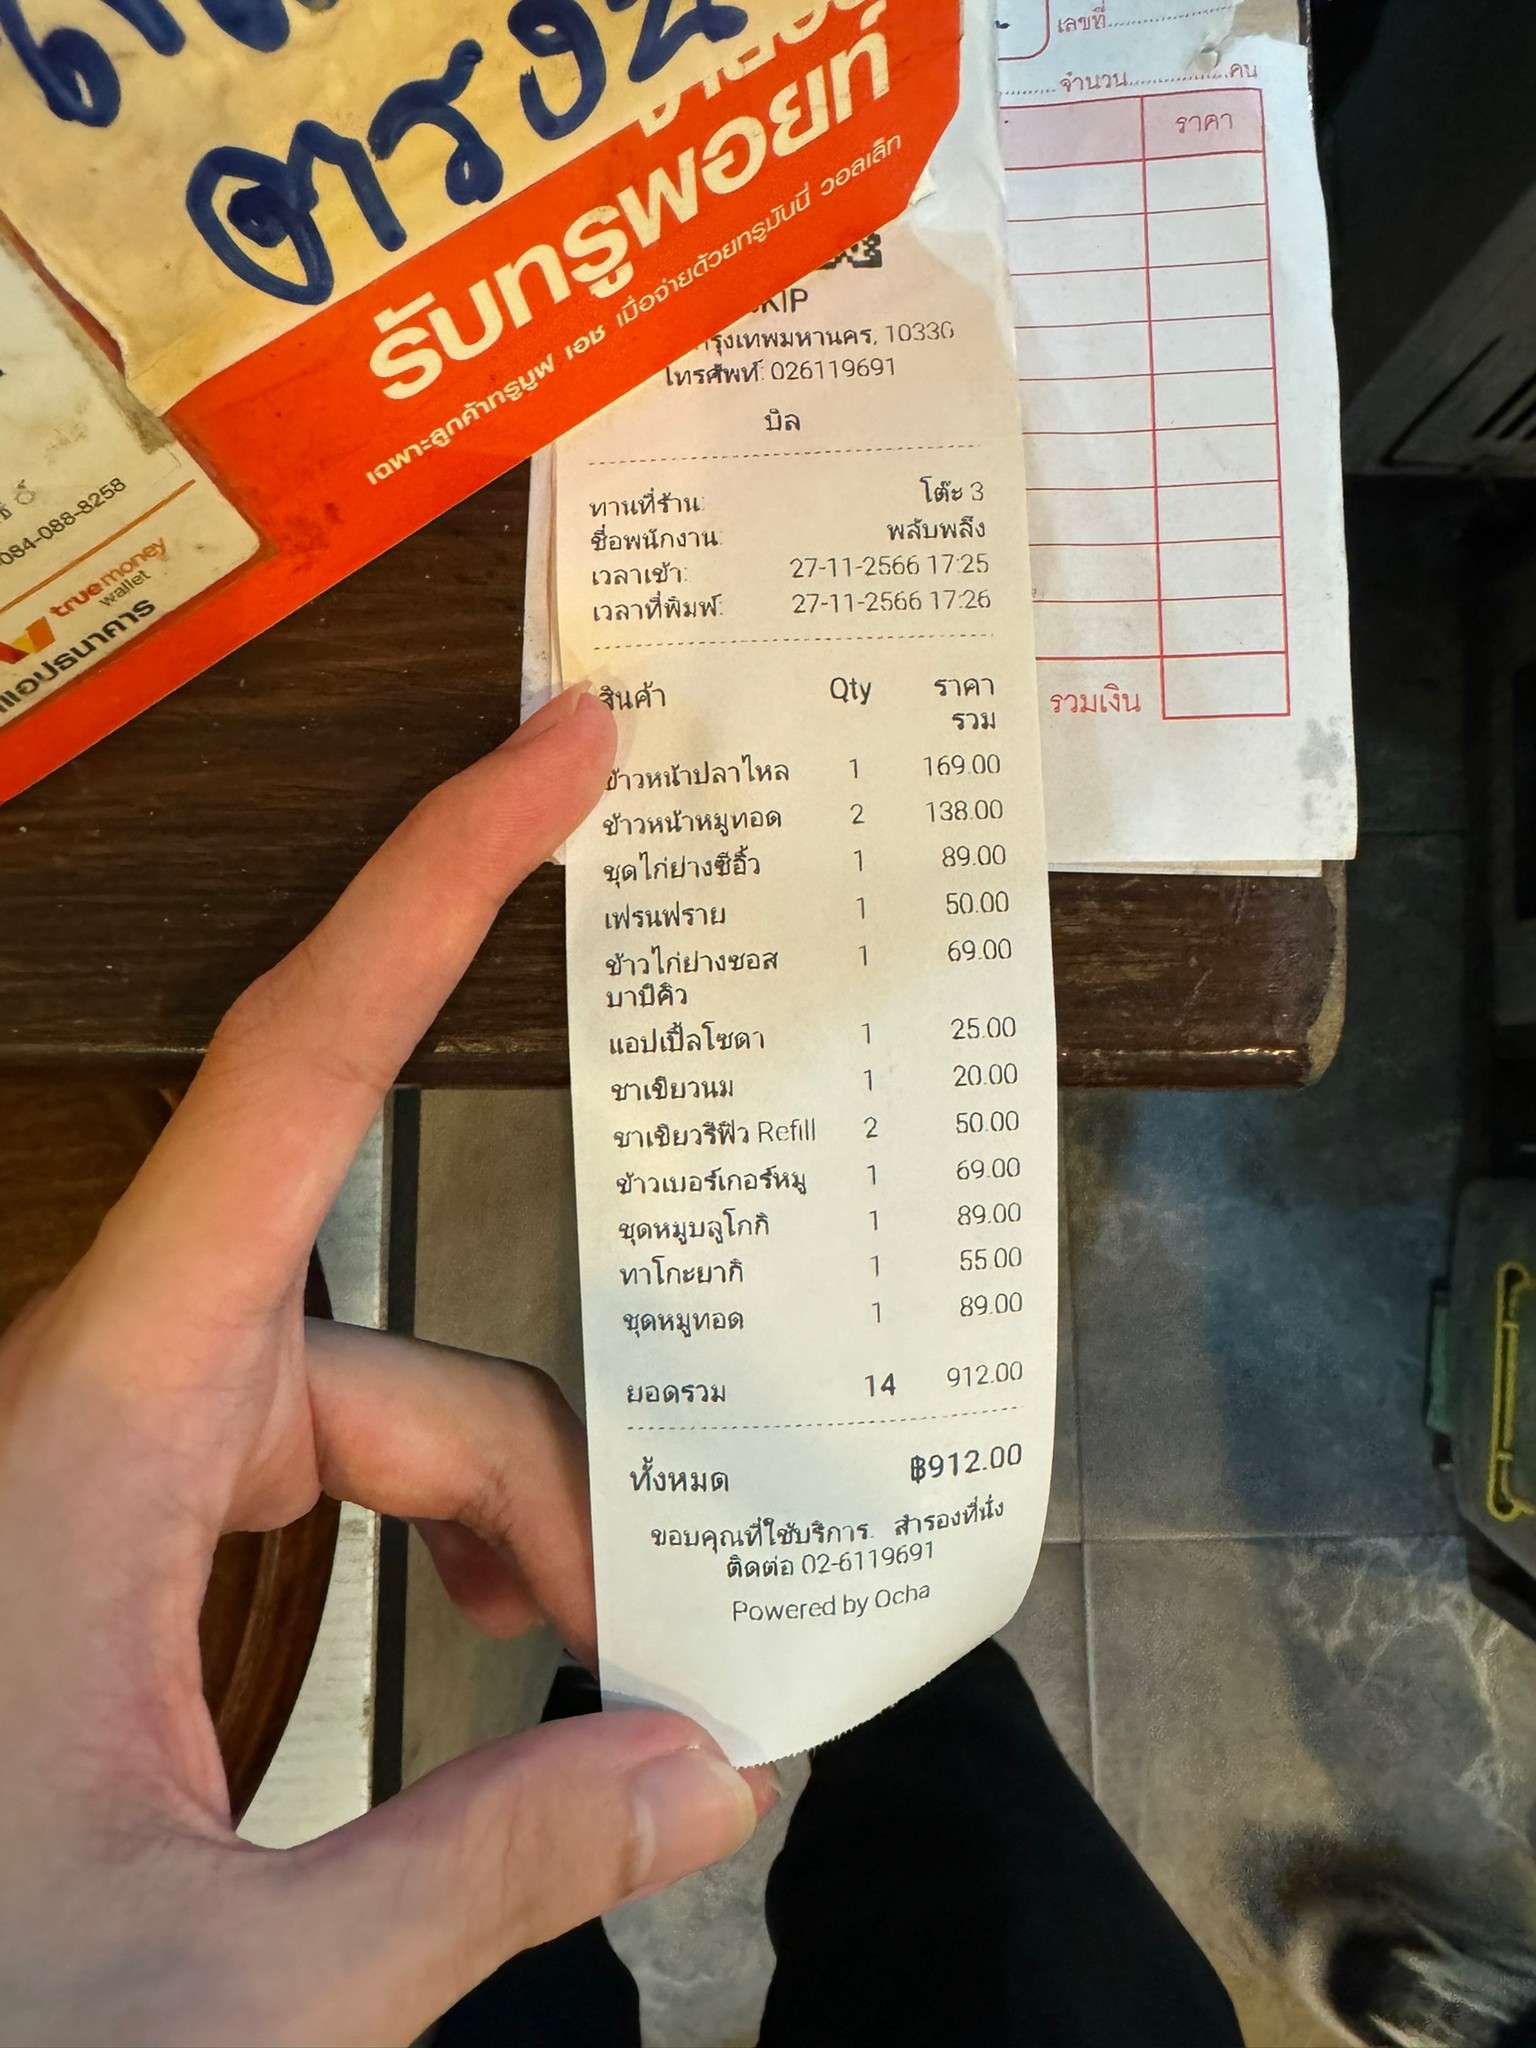 ตรงน
รับทรูพอยท์
เฉพาะลูกค้าทรูมูฟ เอช เมื่อจ่ายด้วยทรูมันนี่ วอลเล็ท
084-088-8258
truemoney
wallet
แอปธนาคาร
เลขที่
จำนวน คน
ราคา
รวมเงิน
KIP
กรุงเทพมหานคร, 10330
โทรศัพท์: 026119691
บิล
ทานที่ร้าน: โต๊ะ 3
ชื่อพนักงาน: พลับพลึง
เวลาเข้า: 27-11-2566 17:25
เวลาที่พิมพ์: 27-11-2566 17:26
สินค้า Qty ราคา
รวม
ข้าวหน้าปลาไหล 1 169.00
ข้าวหน้าหมูทอด 2 138.00
ชุดไก่ย่างซีอิ้ว 1 89.00
เฟรนฟราย 1 50.00
ข้าวไก่ย่างซอส 1 69.00
บาบีคิว
แอปเปิ้ลโซดา 1 25.00
ชาเขียวนม 1 20.00
ชาเขียวรีฟิว Refill 2 50.00
ข้าวเบอร์เกอร์หมู 1 69.00
ชุดหมูบลูโกกิ 1 89.00
ทาโกะยากิ 1 55.00
ชุดหมูทอด 1 89.00
ยอดรวม 14 912.00
ทั้งหมด ฿912.00
ขอบคุณที่ใช้บริการ. สำรองที่นั่ง
ติดต่อ 02-6119691
Powered by Ocha